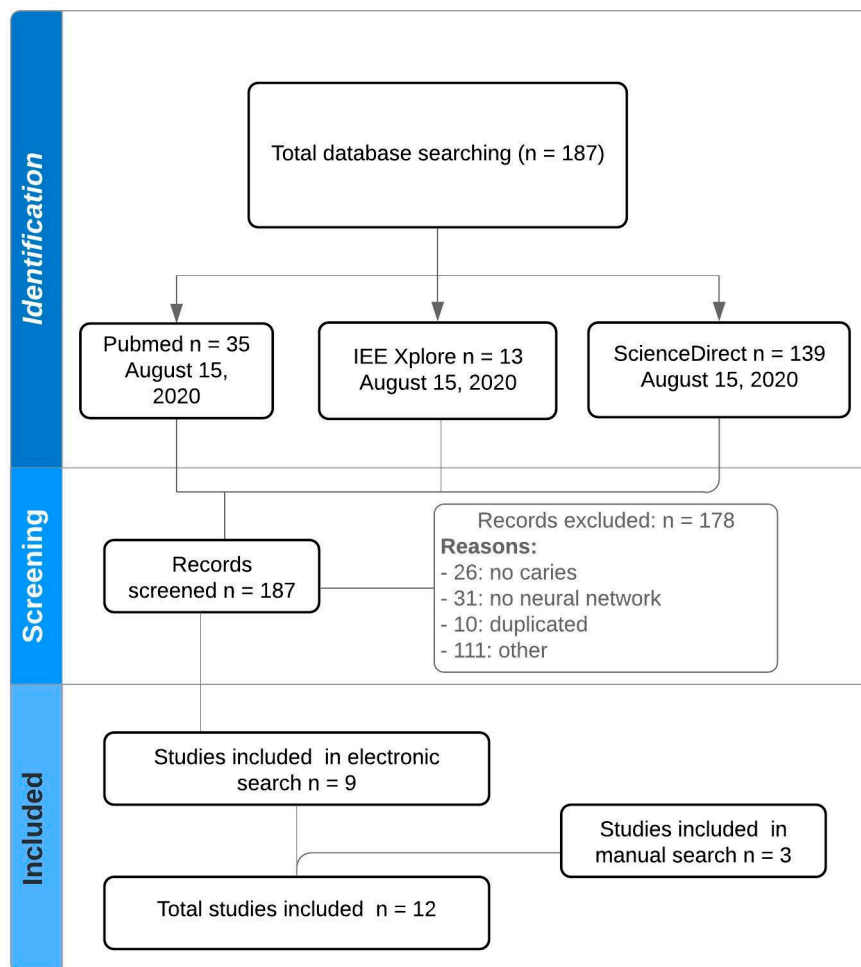 Identification
Total database searching (n = 187)
Pubmed n = 35
August 15,
2020
IEE Xplore n = 13
August 15, 2020
ScienceDirect n = 139
August 15, 2020
Screening
Records
screened n = 187
Records excluded: n = 178
Reasons:
- 26: no caries
- 31: no neural network
- 10: duplicated
- 111: other
Included
Studies included in electronic
search n = 9
Studies included in
manual search n = 3
Total studies included n = 12